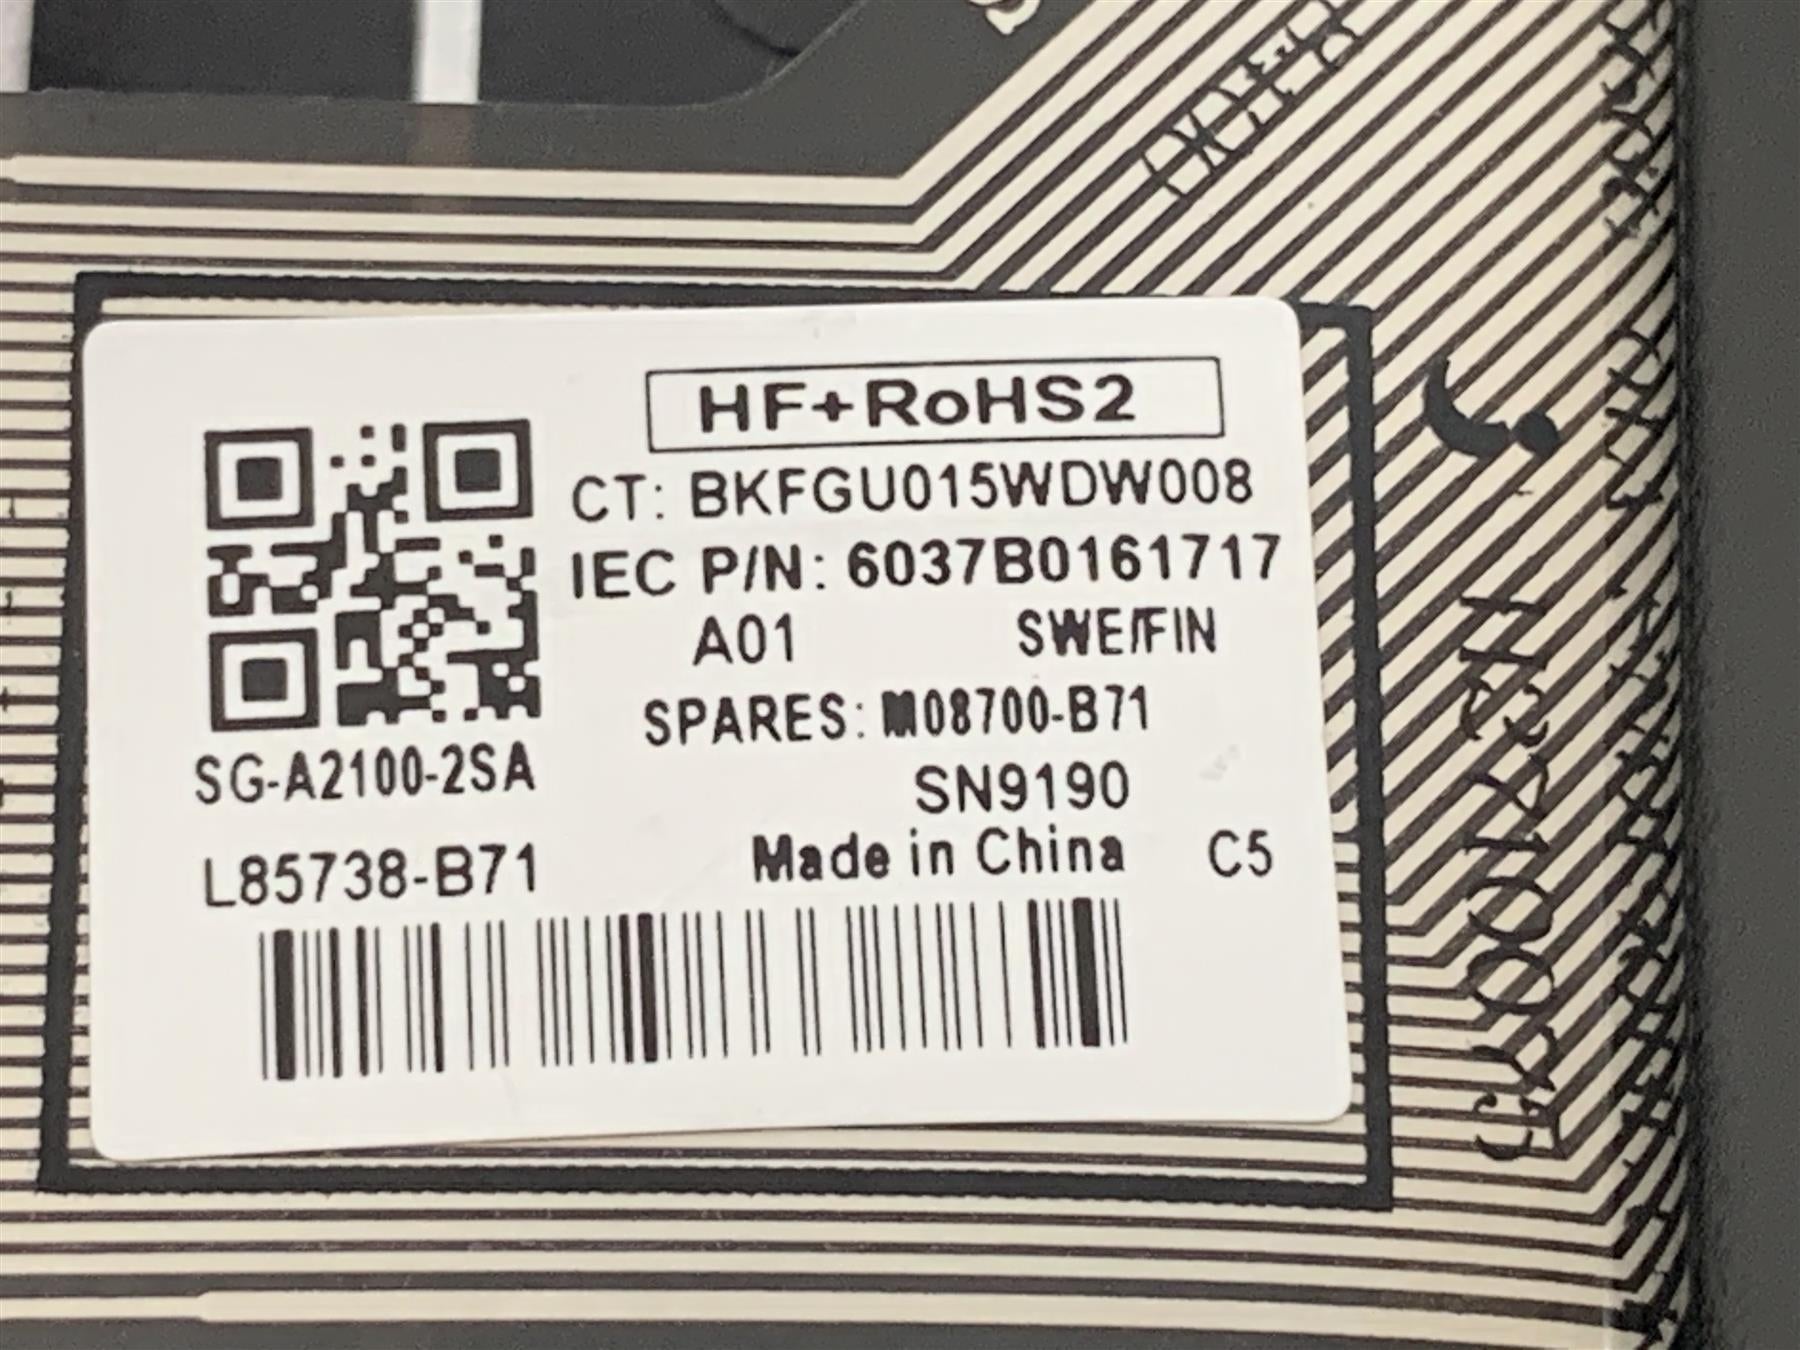 HF+RoHS2
CT: BKFGU015WDW008
IEC P/N: 6037B0161717
A01 SWE/FIN
SPARES: M08700-B71
SG-A2100-2SA
SN9190
L85738-B71
Made in China C5